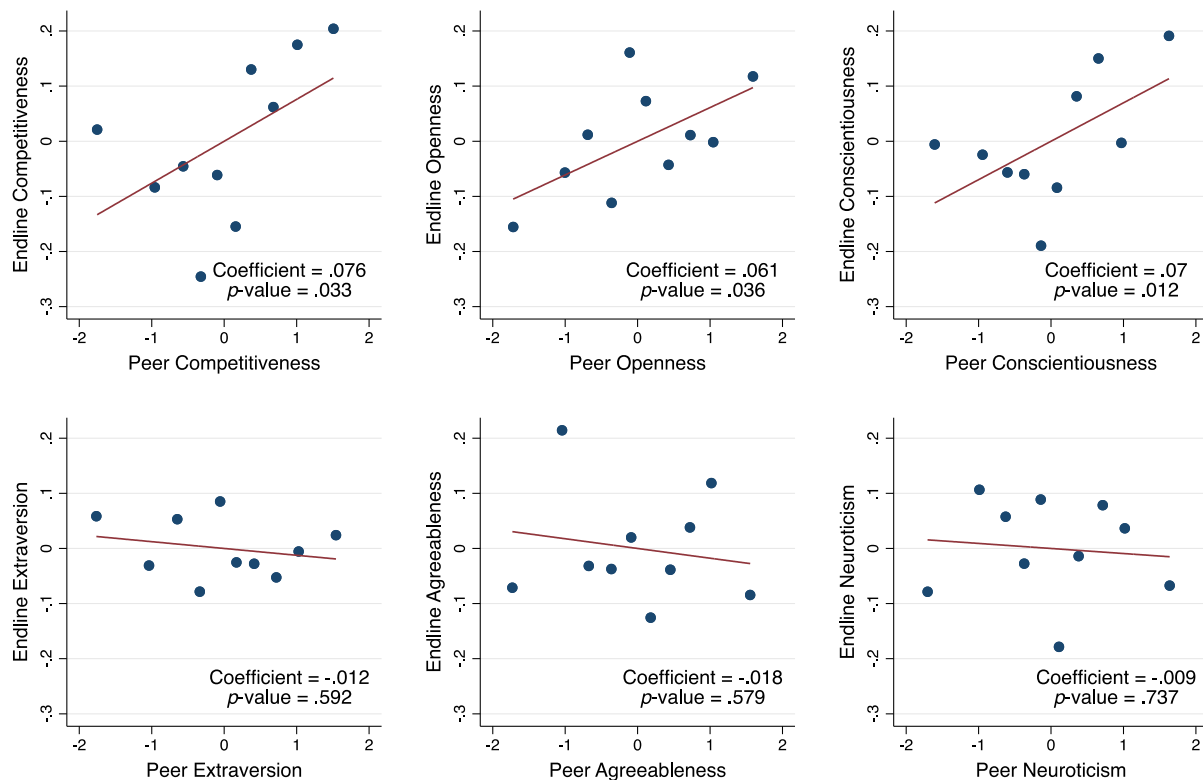 Endline Competitiveness
.2
.1
0
-.1
-.2
-.3
Coefficient = .076
p-value = .033
-2 -1 0 1 2
Peer Competitiveness
Endline Openness
.2
.1
0
-.1
-.2
-.3
Coefficient = .061
p-value = .036
-2 -1 0 1 2
Peer Openness
Endline Conscientiousness
.2
.1
0
-.1
-.2
-.3
Coefficient = .07
p-value = .012
-2 -1 0 1 2
Peer Conscientiousness
Endline Extraversion
.2
.1
0
-.1
-.2
-.3
Coefficient = -.012
p-value = .592
-2 -1 0 1 2
Peer Extraversion
Endline Agreeableness
.2
.1
0
-.1
-.2
-.3
Coefficient = -.018
p-value = .579
-2 -1 0 1 2
Peer Agreeableness
Endline Neuroticism
.2
.1
0
-.1
-.2
-.3
Coefficient = -.009
p-value = .737
-2 -1 0 1 2
Peer Neuroticism